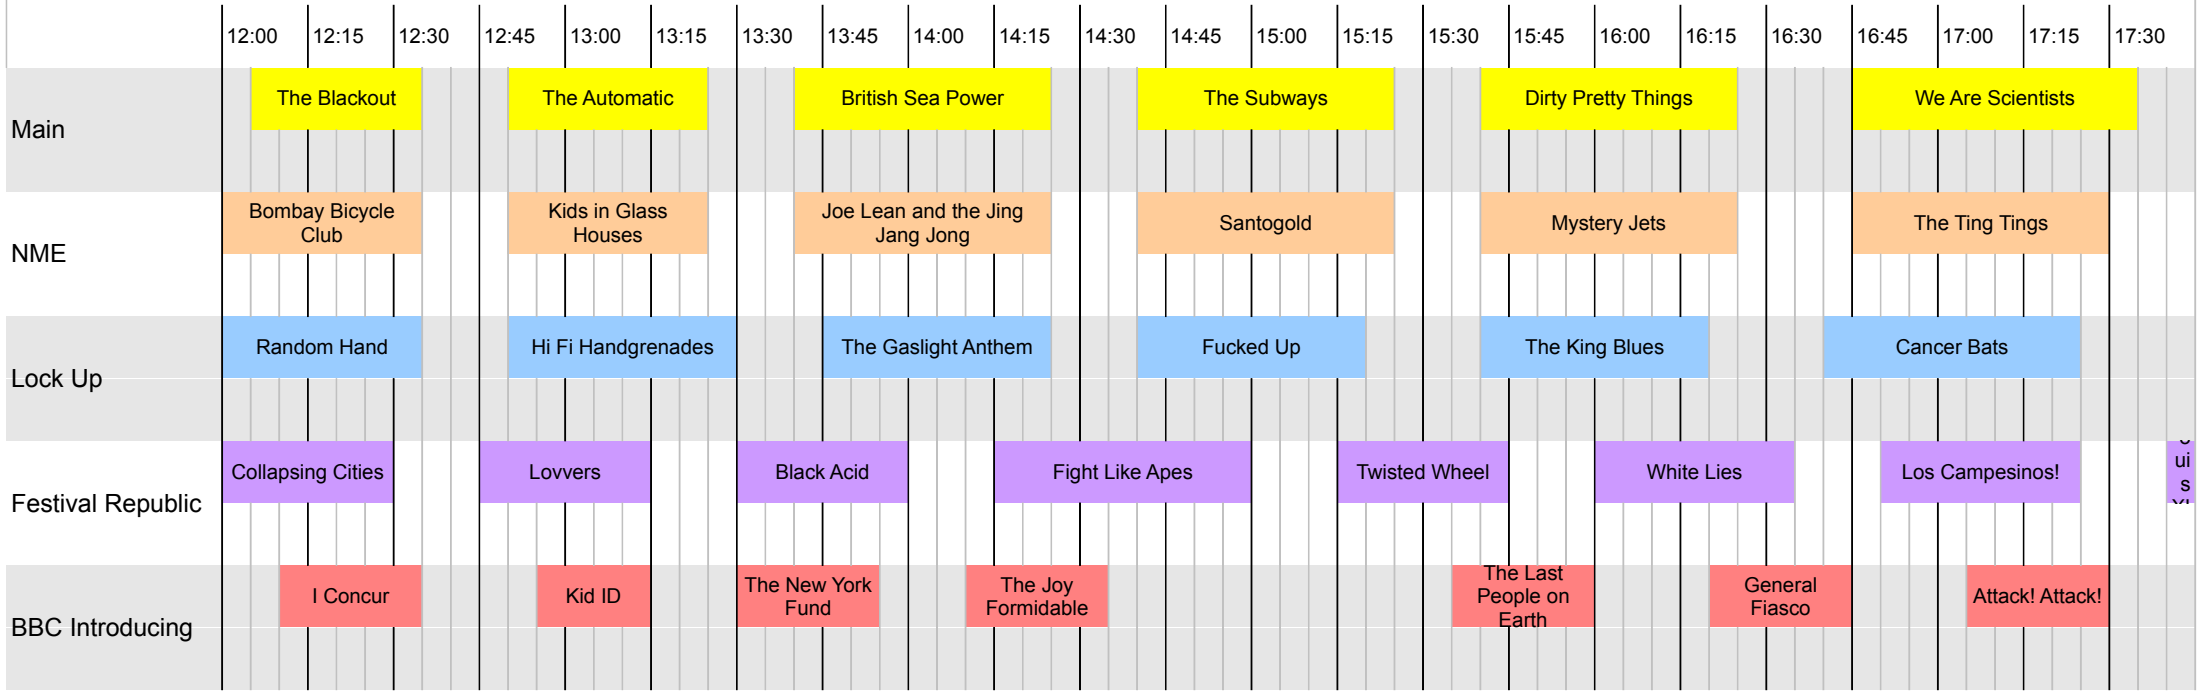 12:00 12:15 12:30 12:45 13:00 13:15 13:30 13:45 14:00 14:15 14:30 14:45 15:00 15:15 15:30 15:45 16:00 16:15 16:30 16:45 17:00 17:15 17:30
Main
The Blackout
The Automatic
British Sea Power
The Subways
Dirty Pretty Things
We Are Scientists
NME
Bombay Bicycle
Club
Kids in Glass
Houses
Joe Lean and the Jing
Jang Jong
Santogold
Mystery Jets
The Ting Tings
Lock Up
Random Hand
Hi Fi Handgrenades
The Gaslight Anthem
Fucked Up
The King Blues
Cancer Bats
Festival Republic
Collapsing Cities
Lovvers
Black Acid
Fight Like Apes
Twisted Wheel
White Lies
Los Campesinos!
ui
s
BBC Introducing
I Concur
Kid ID
The New York
Fund
The Joy
Formidable
The Last
People on
Earth
General
Fiasco
Attack! Attack!